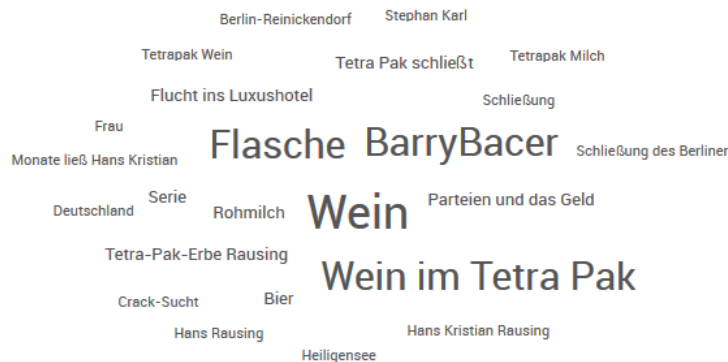 Berlin-Reinickendorf
Stephan Karl
Tetrapak Wein
Tetra Pak schließt
Tetrapak Milch
Flucht ins Luxushotel
Schließung
Frau
Flasche
BarryBacer
Schließung des Berliner
Monate ließ Hans Kristian
Serie
Parteien und das Geld
Deutschland
Rohmilch
Wein
Tetra-Pak-Erbe Rausing
Wein im Tetra Pak
Crack-Sucht
Bier
Hans Rausing
Hans Kristian Rausing
Heiligensee